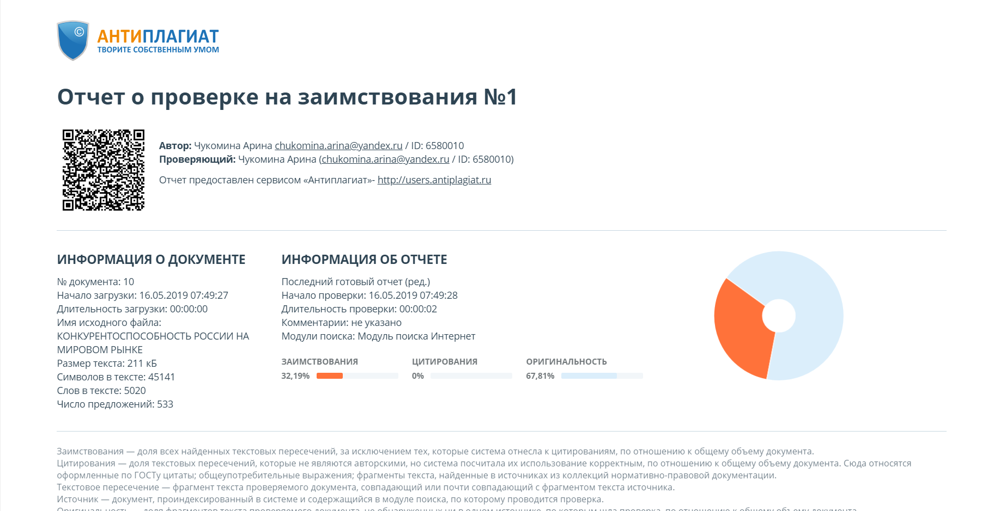 ©
АНТИПЛАГИАТ
ТВОРИТЕ СОБСТВЕННЫМ УМОМ
Отчет о проверке на заимствования №1
Автор: Чукомина Арина chukomina.arina@yandex.ru / ID: 6580010
Проверяющий: Чукомина Арина (chukomina.arina@yandex.ru / ID: 6580010)
Отчет предоставлен сервисом «Антиплагиат»- http://users.antiplagiat.ru
ИНФОРМАЦИЯ О ДОКУМЕНТЕ
№ документа: 10
Начало загрузки: 16.05.2019 07:49:27
Длительность загрузки: 00:00:00
Имя исходного файла:
КОНКУРЕНТОСПОСОБНОСТЬ РОССИИ НА
МИРОВОМ РЫНКЕ
Размер текста: 211 кБ
Символов в тексте: 45141
Слов в тексте: 5020
Число предложений: 533
ИНФОРМАЦИЯ ОБ ОТЧЕТЕ
Последний готовый отчет (ред.)
Начало проверки: 16.05.2019 07:49:28
Длительность проверки: 00:00:02
Комментарии: не указано
Модули поиска: Модуль поиска Интернет
ЗАИМСТВОВАНИЯ
32,19%
ЦИТИРОВАНИЯ
0%
ОРИГИНАЛЬНОСТЬ
67,81%
Заимствования — доля всех найденных текстовых пересечений, за исключением тех, которые система отнесла к цитированиям, по отношению к общему объему документа.
Цитирования — доля текстовых пересечений, которые не являются авторскими, но система посчитала их использование корректным, по отношению к общему объему документа. Сюда относятся
оформленные по ГОСТу цитаты; общеупотребительные выражения; фрагменты текста, найденные в источниках из коллекций нормативно-правовой документации.
Текстовое пересечение — фрагмент текста проверяемого документа, совпадающий или почти совпадающий с фрагментом текста источника.
Источник — документ, проиндексированный в системе и содержащийся в модуле поиска, по которому проводится проверка.
Оригинальность — доля фрагментов текста проверяемого документа, не обнаруженных ни в одном источнике, по которым шла проверка, по отношению к общему объему документа.